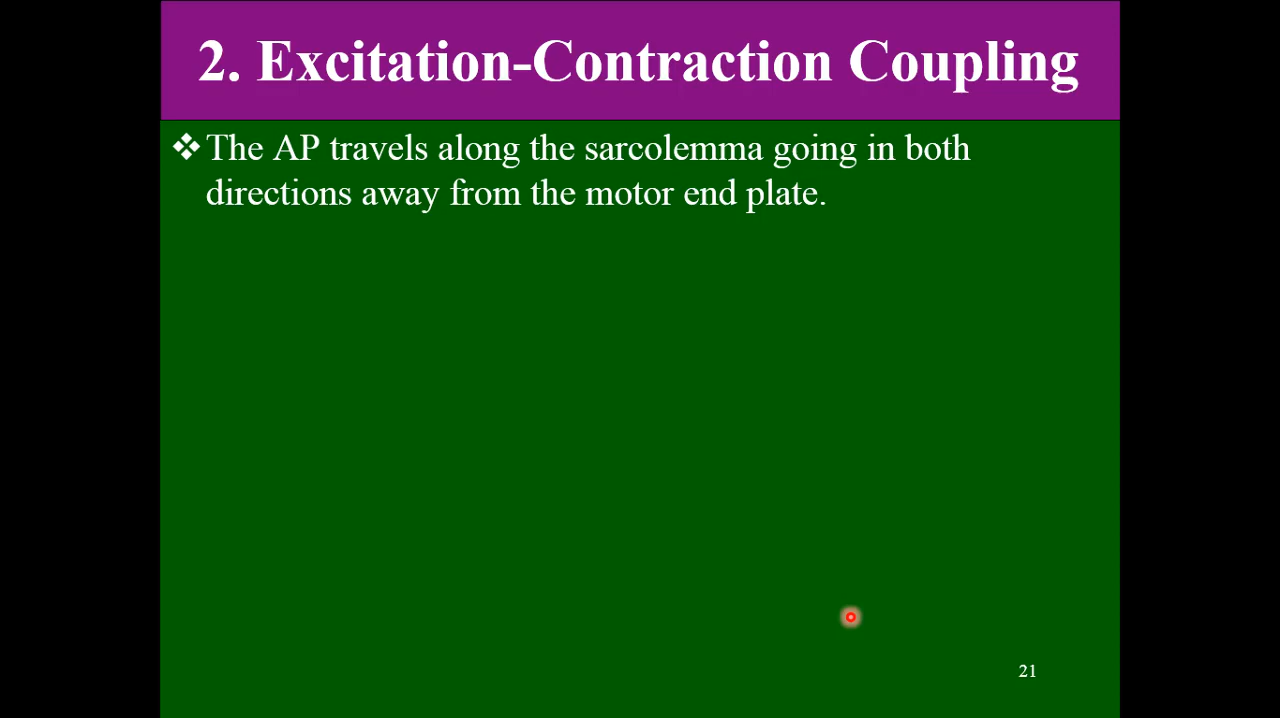 2. Excitation-Contraction Coupling
❖The AP travels along the sarcolemma going in both
directions away from the motor end plate.
21